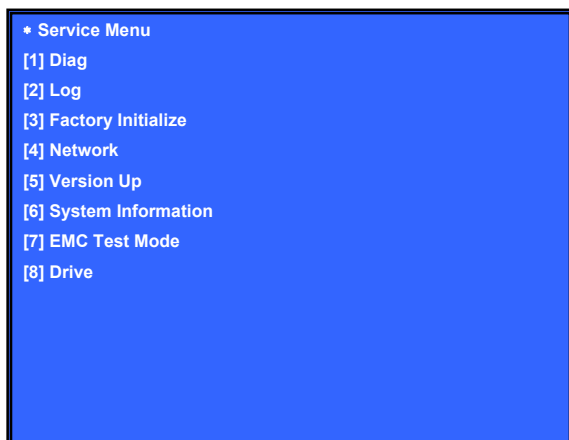 * Service Menu
[1] Diag
[2] Log
[3] Factory Initialize
[4] Network
[5] Version Up
[6] System Information
[7] EMC Test Mode
[8] Drive